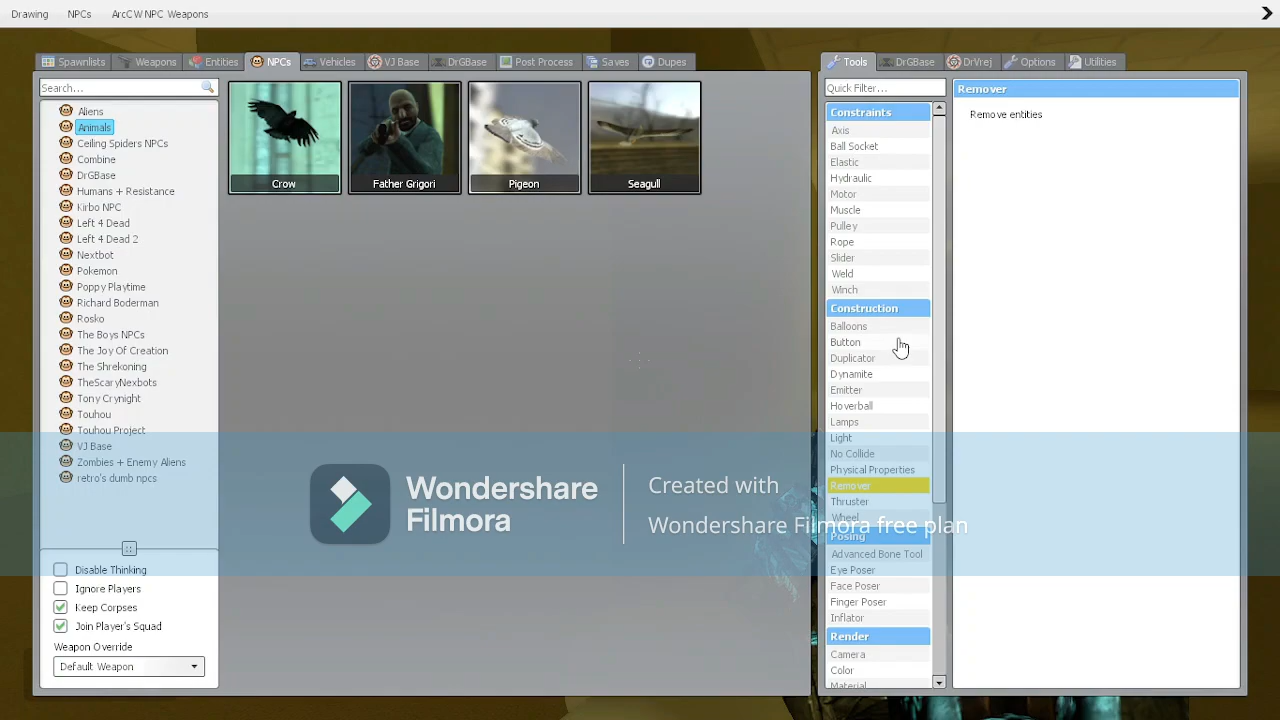 Drawing NPCs ArcCW NPC Weapons
Spawnlists Weapons Entities NPCs Vehicles VJ Base DrGBase Post Process Saves Dupes
Search...
Aliens
Animals
Ceiling Spiders NPCs
Combine
DrGBase
Humans + Resistance
Kirbo NPC
Left 4 Dead
Left 4 Dead 2
Nextbot
Pokemon
Poppy Playtime
Richard Boderman
Rosko
The Boys NPCs
The Joy Of Creation
The Shrekoning
TheScaryNexbots
Tony Crynight
Touhou
Touhou Project
VJ Base
Zombies + Enemy Aliens
retro's dumb npcs
Disable Thinking
Ignore Players
Keep Corpses
Join Player's Squad
Weapon Override
Default Weapon
Crow
Father Grigori
Pigeon
Seagull
Wondershare
Filmora
Created with
Wondershare Filmora free plan
Tools DrGBase DrVrej Options Utilities
Quick Filter...
Constraints
Axis
Ball Socket
Elastic
Hydraulic
Motor
Muscle
Pulley
Rope
Slider
Weld
Winch
Construction
Balloons
Button
Duplicator
Dynamite
Emitter
Hoverball
Lamps
Light
No Collide
Physical Properties
Remover
Thruster
Wheel
Posing
Advanced Bone Tool
Eye Poser
Face Poser
Finger Poser
Inflator
Render
Camera
Color
Material
Remover
Remove entities